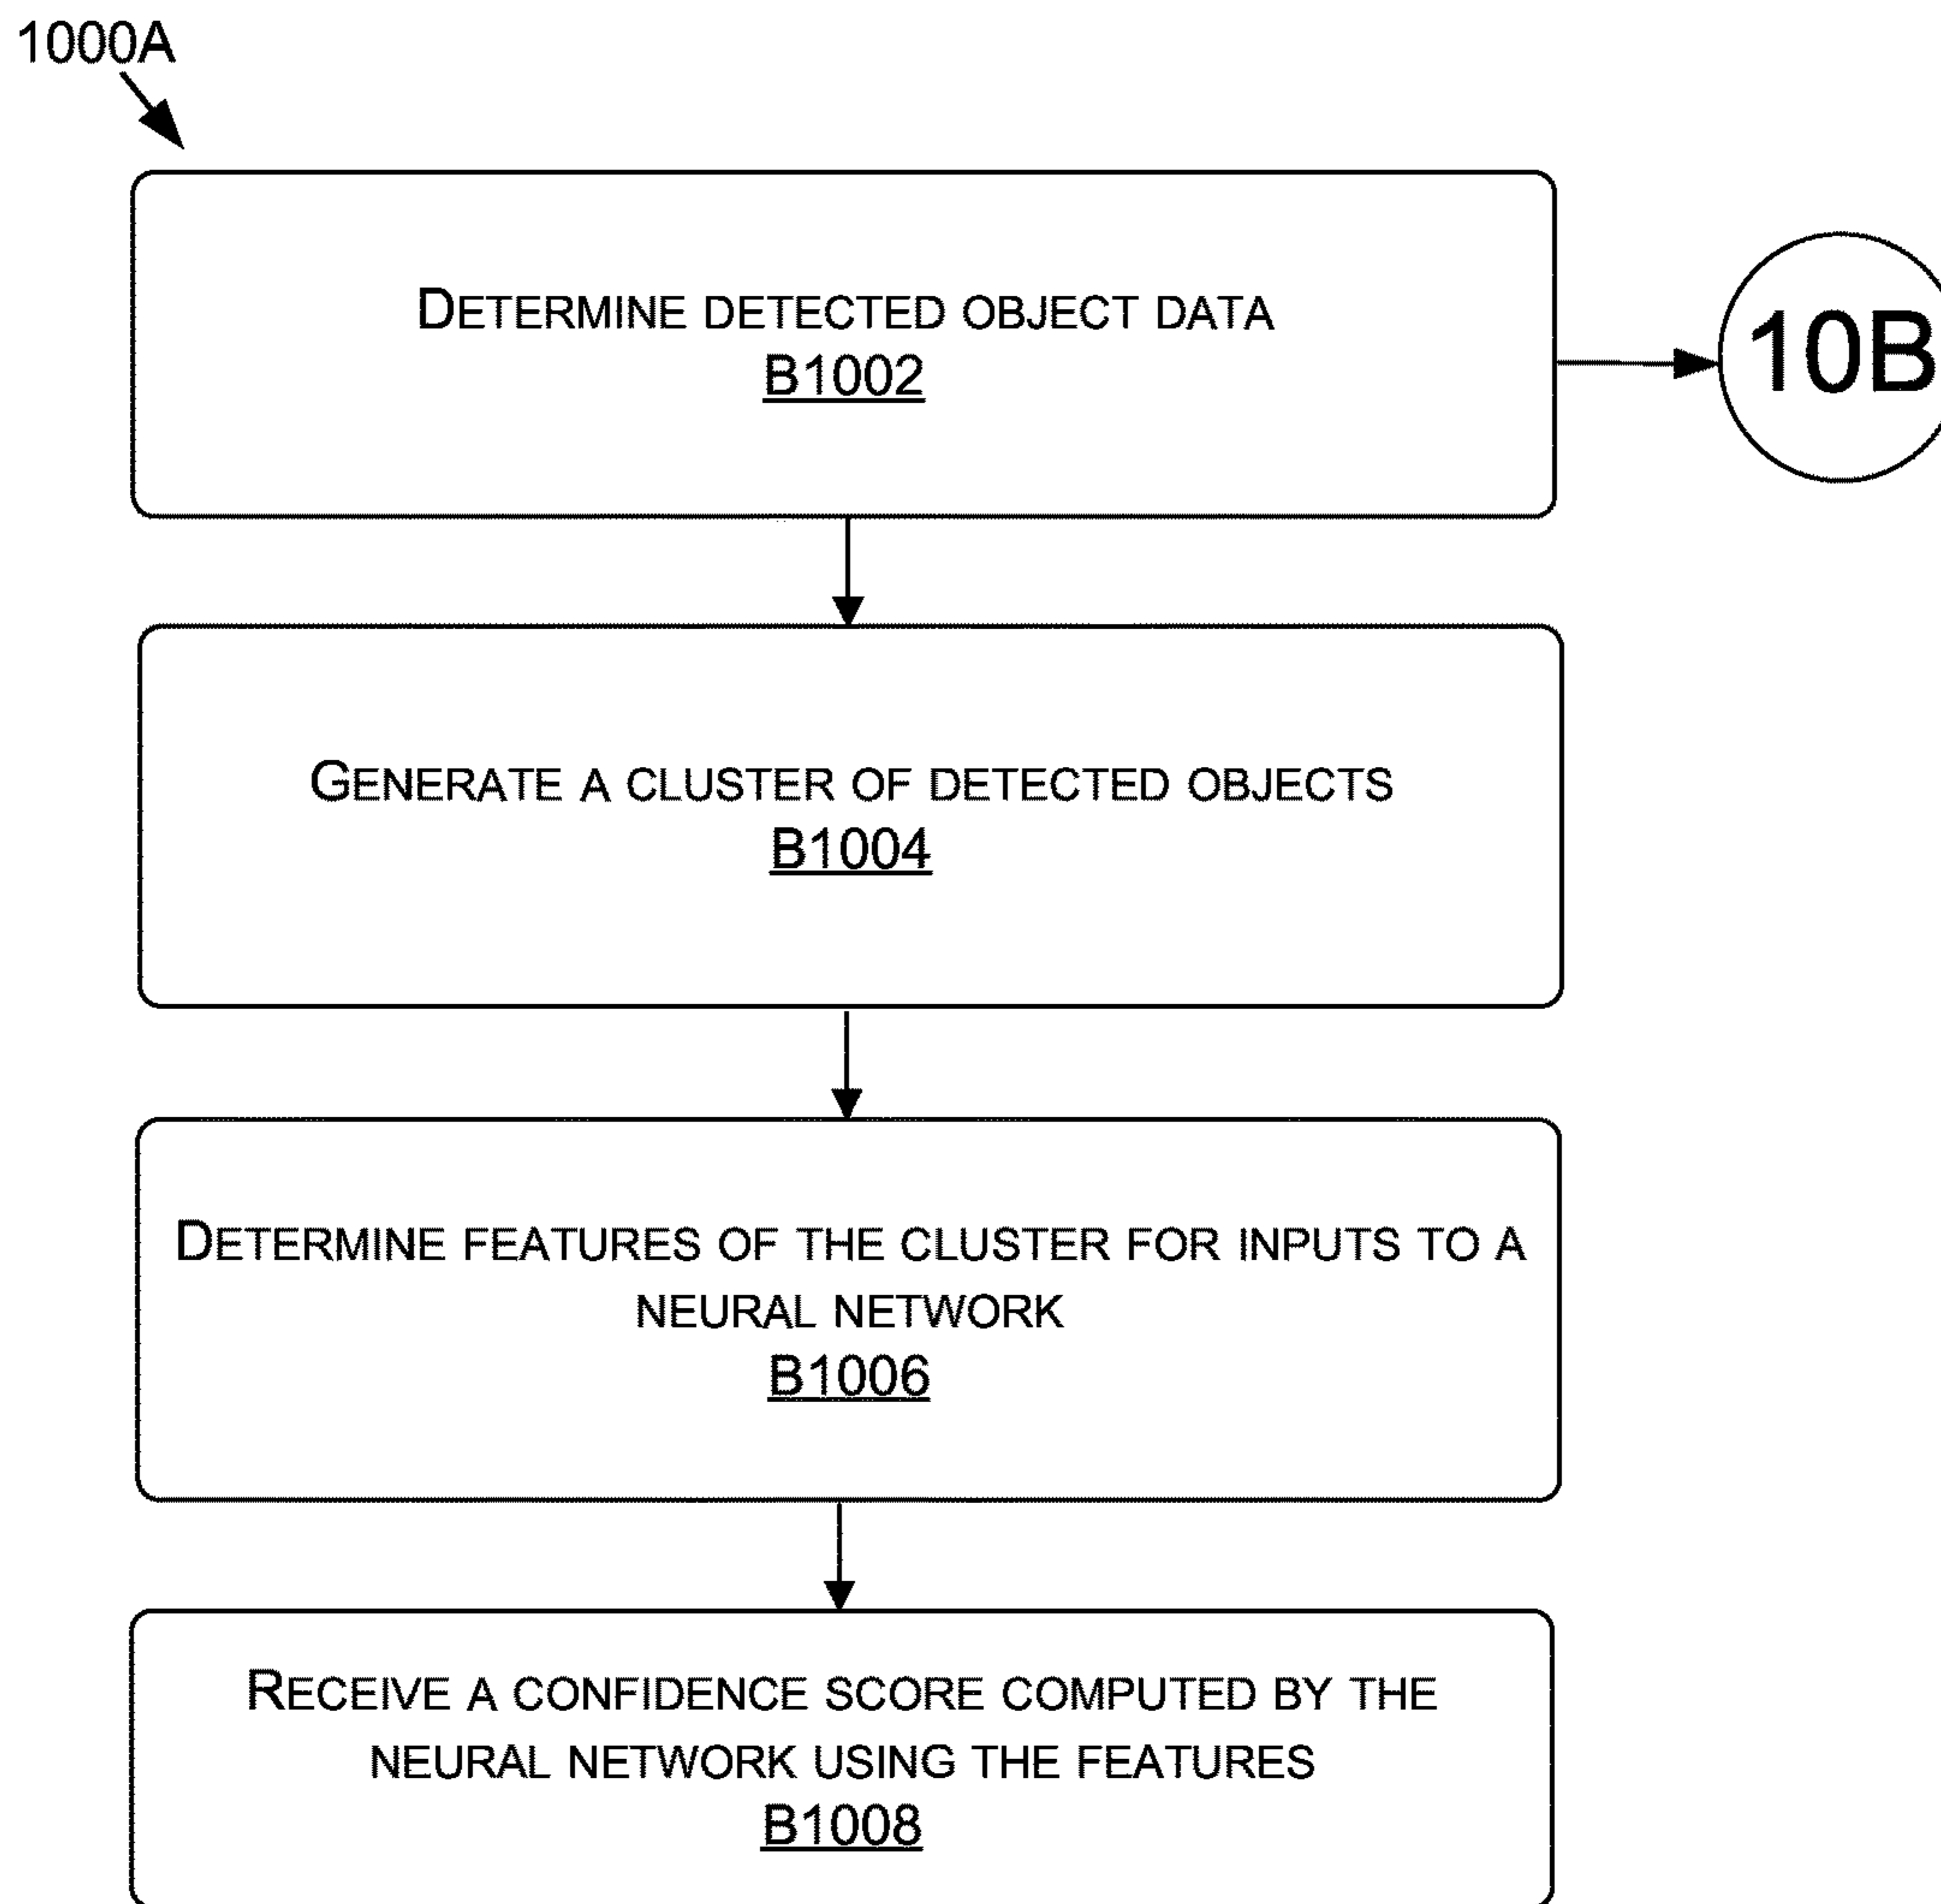 1000A
DETERMINE DETECTED OBJECT DATA
B1002
10B
GENERATE A CLUSTER OF DETECTED OBJECTS
B1004
DETERMINE FEATURES OF THE CLUSTER FOR INPUTS TO A
NEURAL NETWORK
B1006
RECEIVE A CONFIDENCE SCORE COMPUTED BY THE
NEURAL NETWORK USING THE FEATURES
B1008